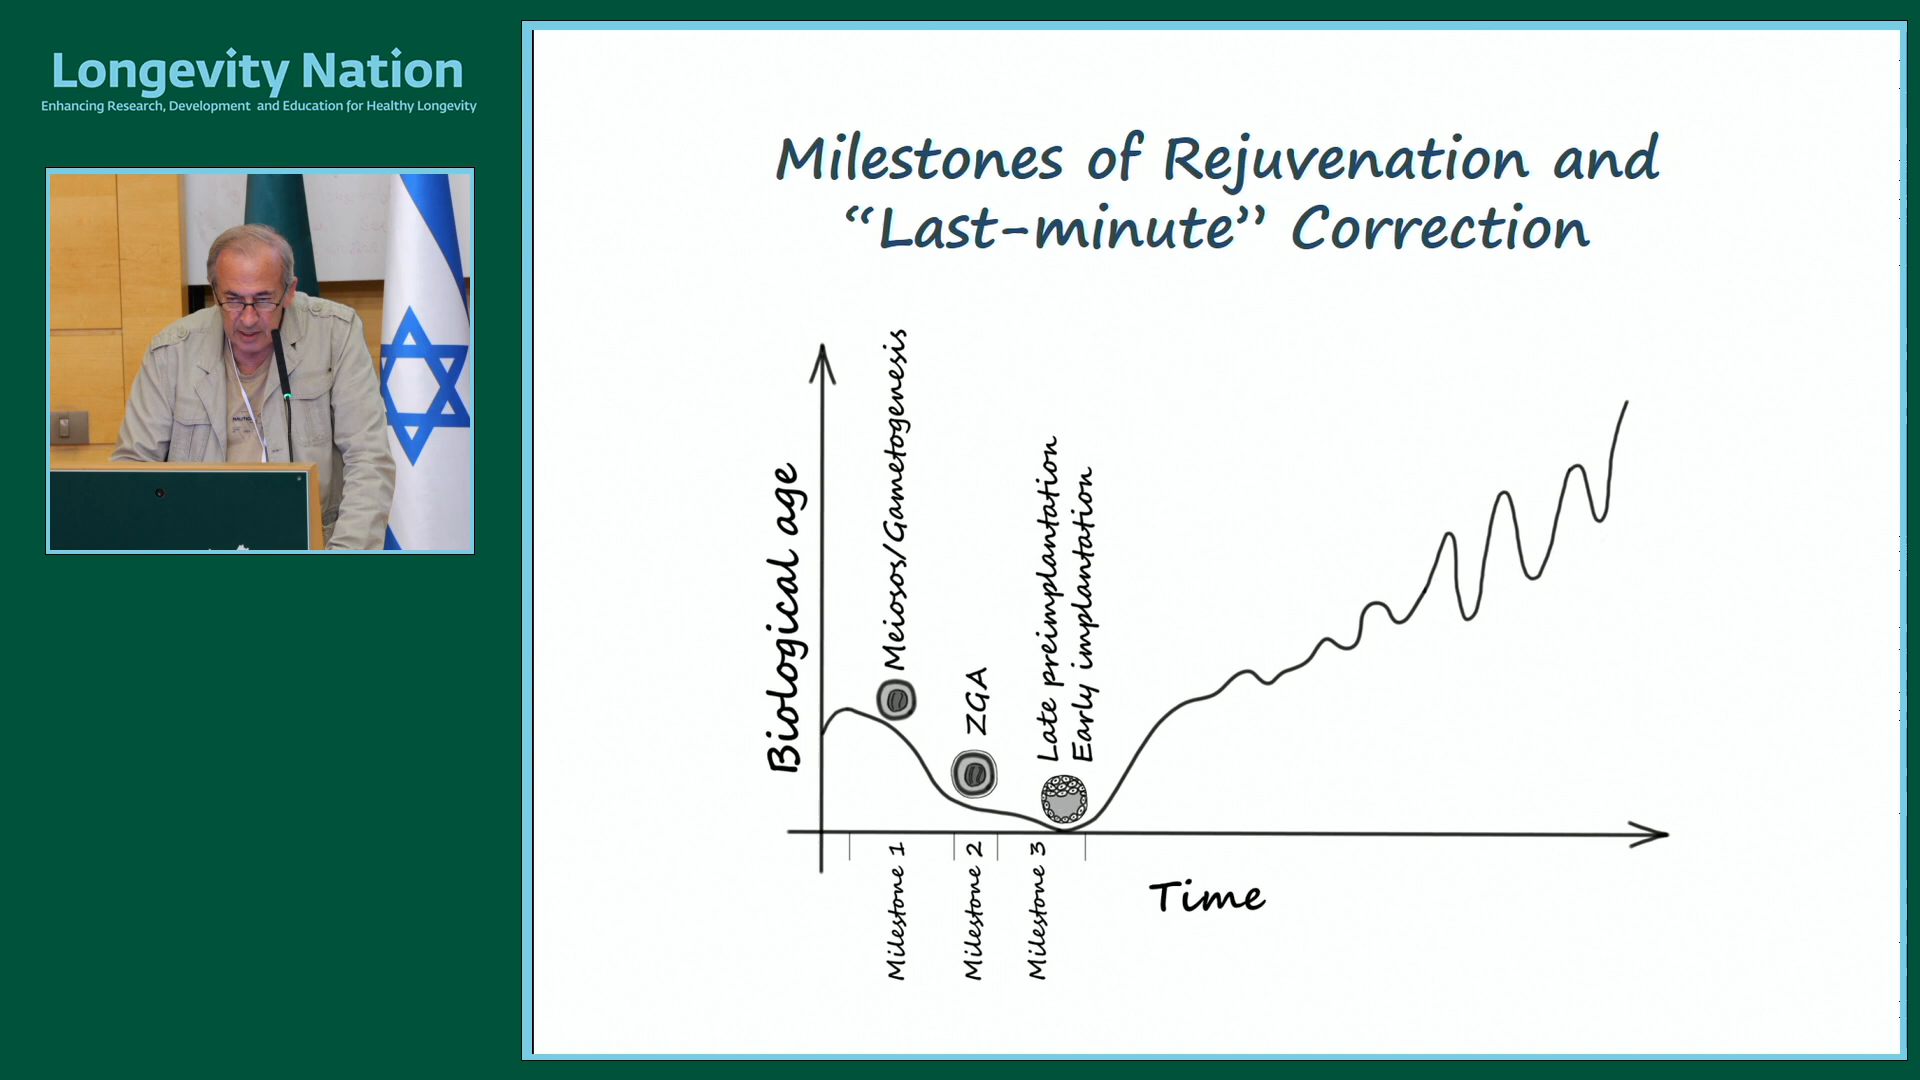 Longevity Nation
Enhancing Research, Development and Education for Healthy Longevity
Milestones of Rejuvenation and
“Last-minute” Correction
Biological age
Meiosos/Gametogenesis
ZGA
Late preimplantation
Early implantation
Milestone 1
Milestone 2
Milestone 3
Time